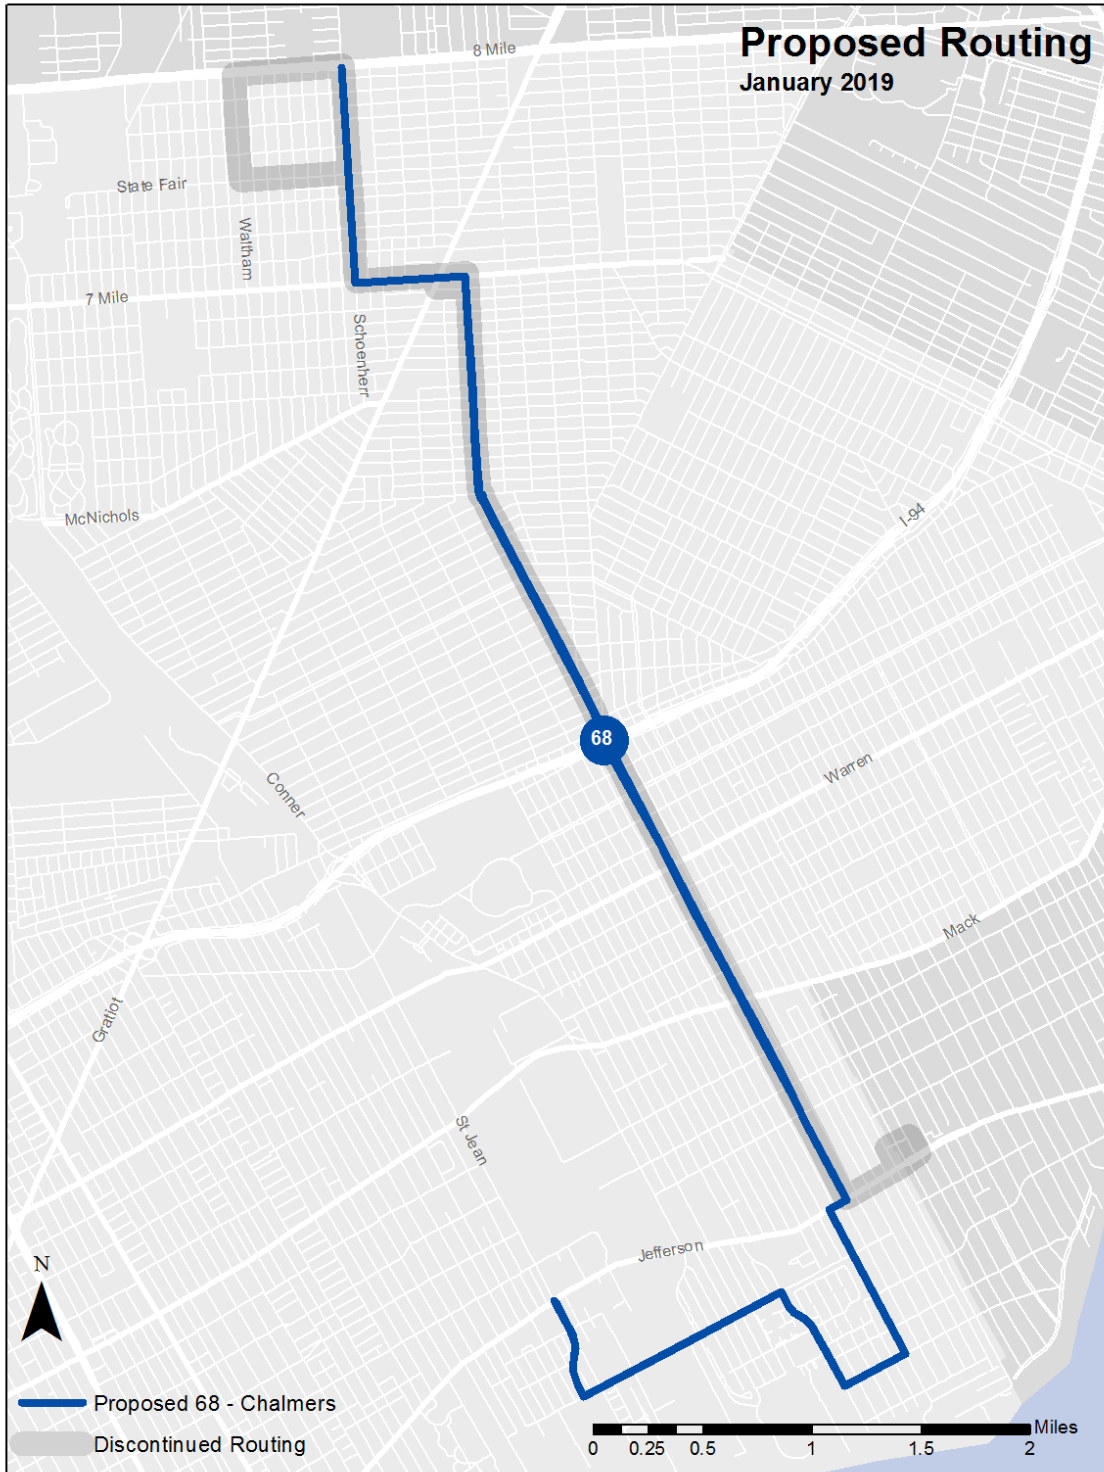 Proposed Routing
January 2019
8 Mile
State Fair
Waltham
7 Mile
Schoenherr
McNichols
I-94
68
Conner
Warren
Mack
Gratiot
St Jean
Jefferson
N
Proposed 68 - Chalmers
Discontinued Routing
Miles
0 0.25 0.5 1 1.5 2